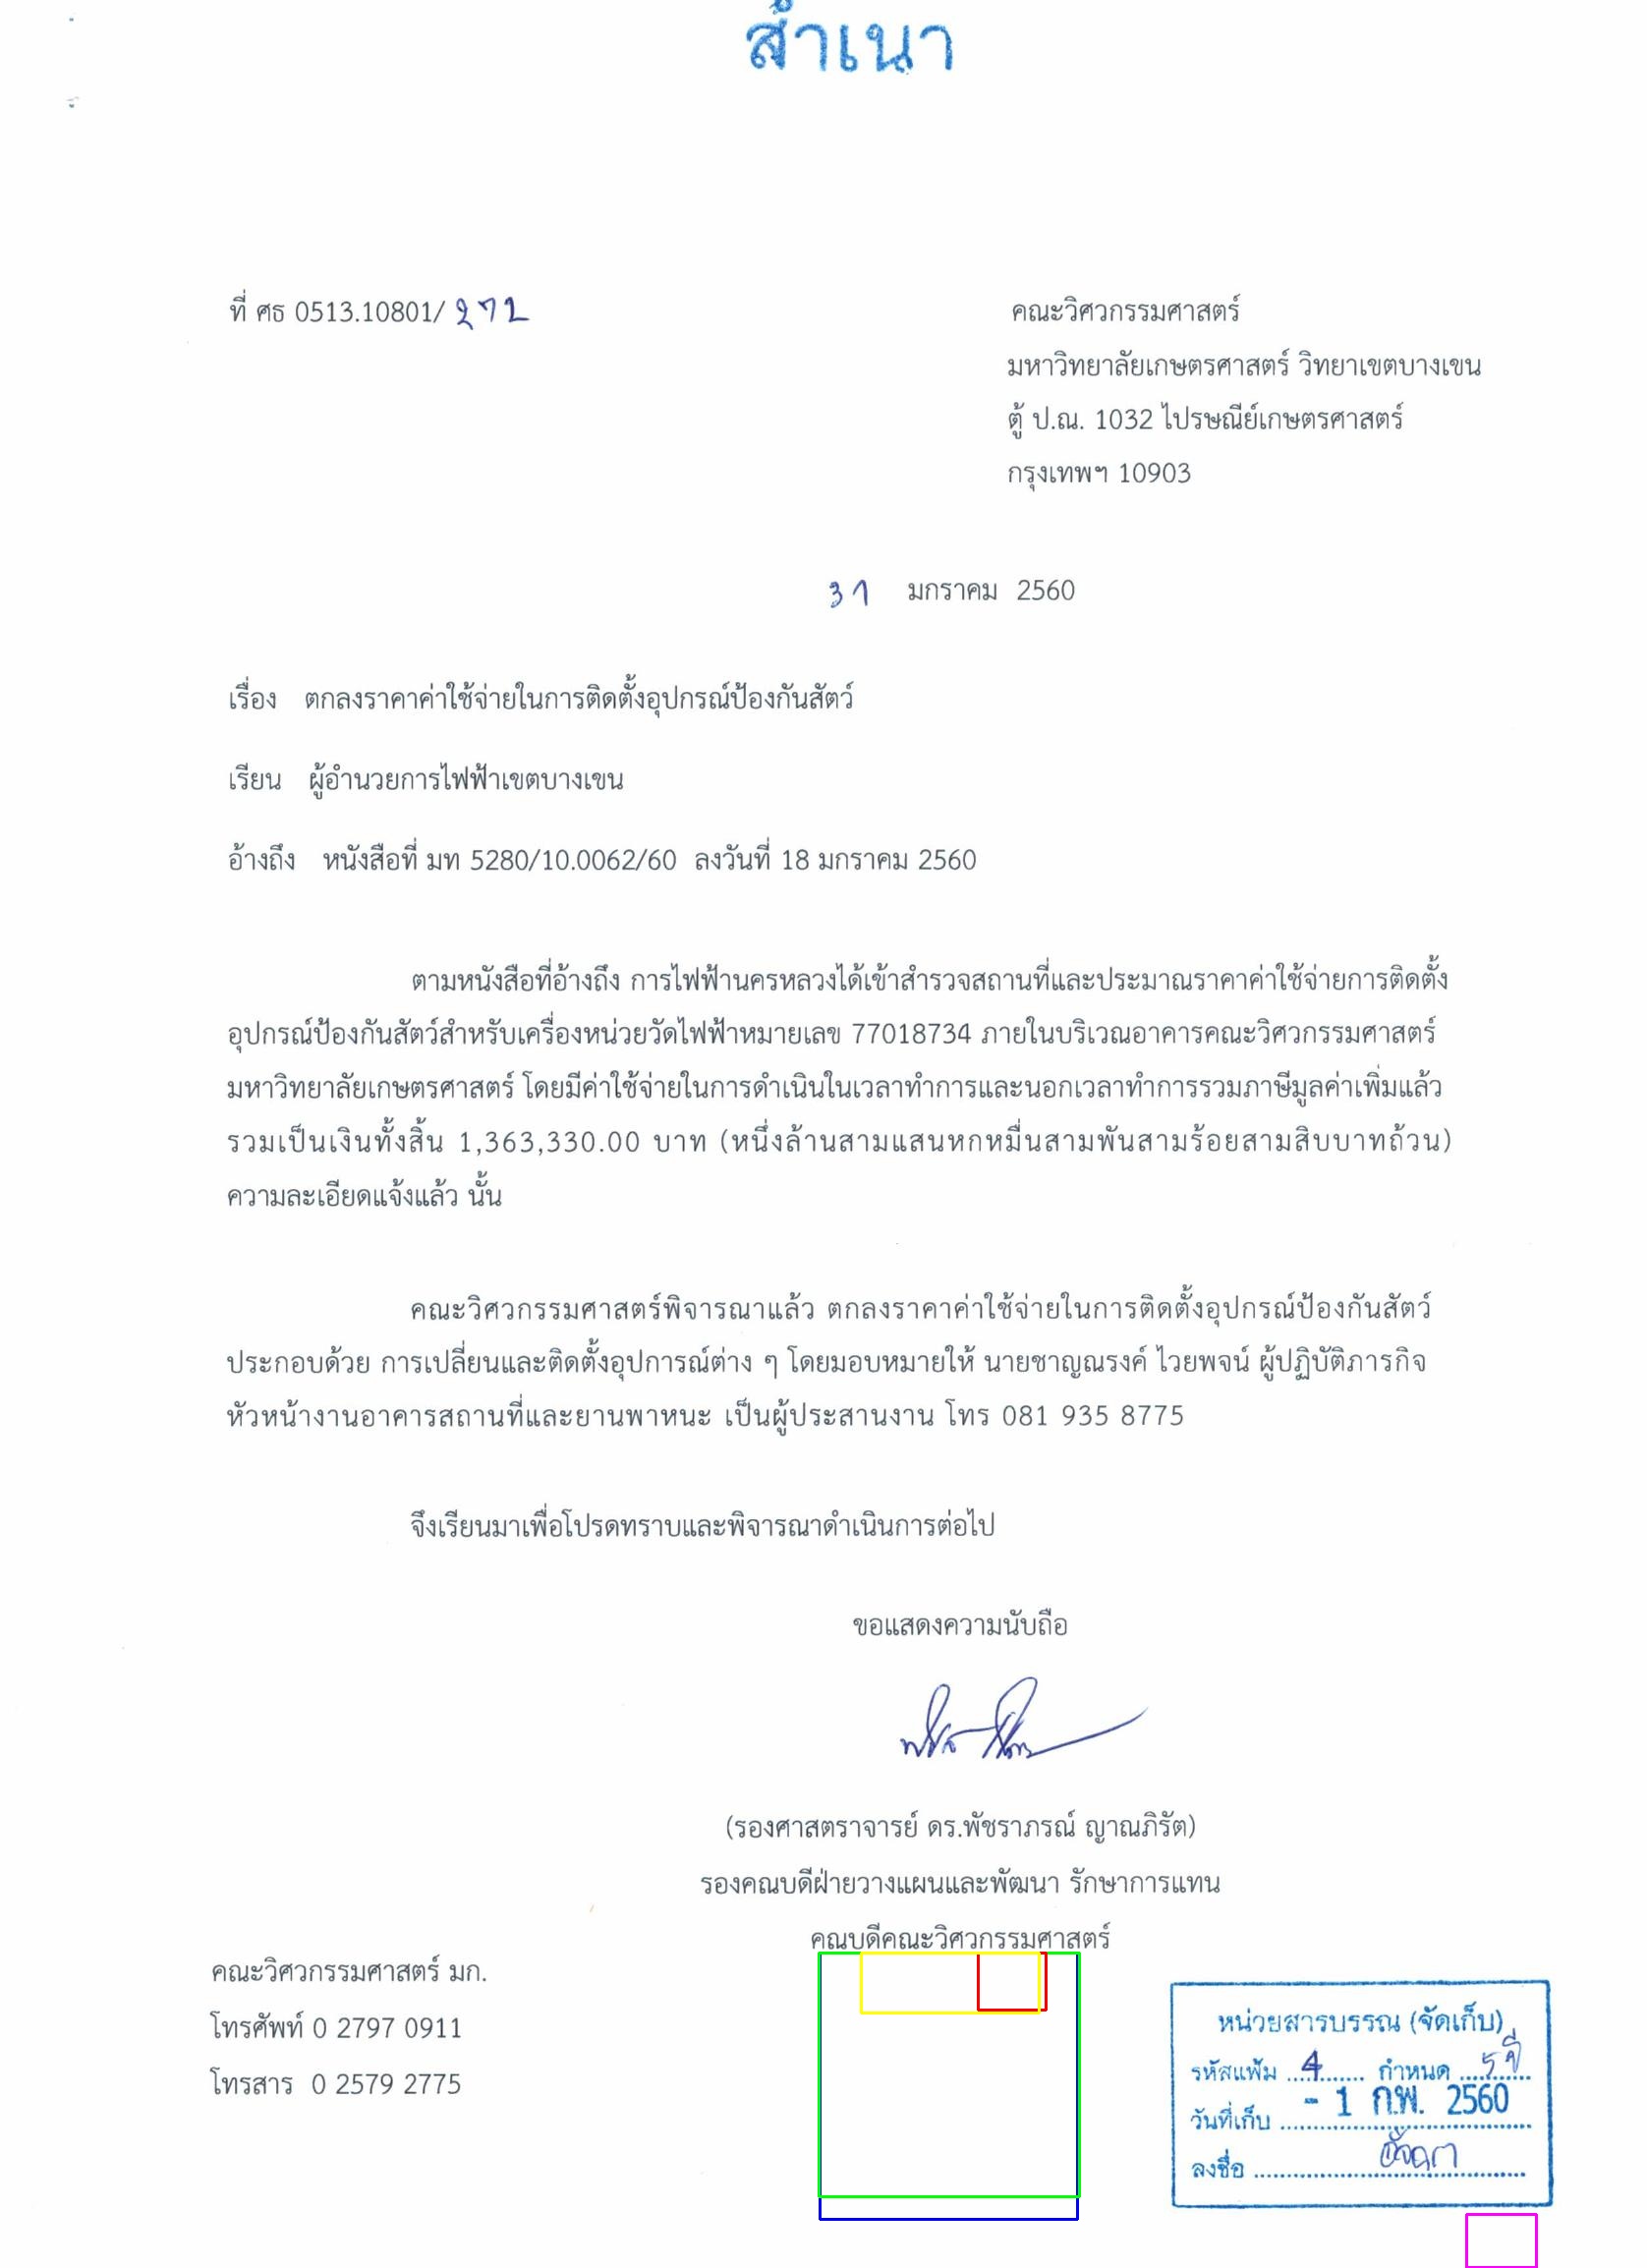 สำเนา
ที่ ศธ 0513.10801/ 272
คณะวิศวกรรมศาสตร์
มหาวิทยาลัยเกษตรศาสตร์ วิทยาเขตบางเขน
ตู้ ป.ณ. 1032 ไปรษณีย์เกษตรศาสตร์
กรุงเทพฯ 10903
31 มกราคม 2560
เรื่อง ตกลงราคาค่าใช้จ่ายในการติดตั้งอุปกรณ์ป้องกันสัตว์
เรียน ผู้อำนวยการไฟฟ้าเขตบางเขน
อ้างถึง หนังสือที่ มท 5280/10.0062/60 ลงวันที่ 18 มกราคม 2560
ตามหนังสือที่อ้างถึง การไฟฟ้านครหลวงได้เข้าสำรวจสถานที่และประมาณราคาค่าใช้จ่ายการติดตั้ง
อุปกรณ์ป้องกันสัตว์สำหรับเครื่องหน่วยวัดไฟฟ้าหมายเลข 77018734 ภายในบริเวณอาคารคณะวิศวกรรมศาสตร์
มหาวิทยาลัยเกษตรศาสตร์ โดยมีค่าใช้จ่ายในการดำเนินในเวลาทำการและนอกเวลาทำการรวมภาษีมูลค่าเพิ่มแล้ว
รวมเป็นเงินทั้งสิ้น 1,363,330.00 บาท (หนึ่งล้านสามแสนหกหมื่นสามพันสามร้อยสามสิบบาทถ้วน)
ความละเอียดแจ้งแล้ว นั้น
คณะวิศวกรรมศาสตร์พิจารณาแล้ว ตกลงราคาค่าใช้จ่ายในการติดตั้งอุปกรณ์ป้องกันสัตว์
ประกอบด้วย การเปลี่ยนและติดตั้งอุปการณ์ต่าง ๆ โดยมอบหมายให้ นายชาญณรงค์ ไวยพจน์ ผู้ปฏิบัติภารกิจ
หัวหน้างานอาคารสถานที่และยานพาหนะ เป็นผู้ประสานงาน โทร 081 935 8775
จึงเรียนมาเพื่อโปรดทราบและพิจารณาดำเนินการต่อไป
ขอแสดงความนับถือ
(รองศาสตราจารย์ ดร.พัชราภรณ์ ญาณภิรัต)
รองคณบดีฝ่ายวางแผนและพัฒนา รักษาการแทน
คณบดีคณะวิศวกรรมศาสตร์
คณะวิศวกรรมศาสตร์ มก.
โทรศัพท์ 0 2797 0911
โทรสาร 0 2579 2775
หน่วยสารบรรณ (จัดเก็บ)
รหัสแฟ้ม 4 กำหนด 5 ปี
วันที่เก็บ - 1 ก.พ. 2560
ลงชื่อ